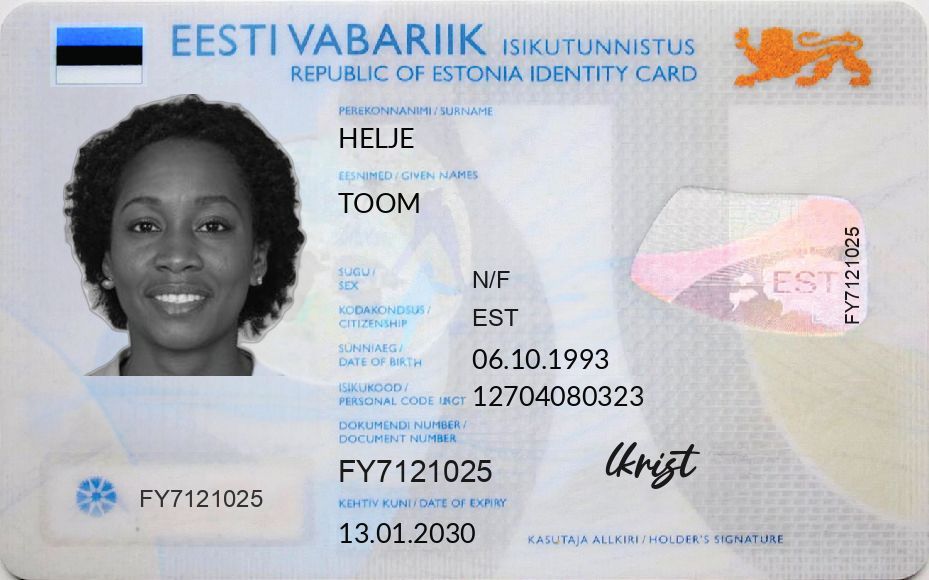 EESTI VABARIIK ISIKUTUNNISTUS
REPUBLIC OF ESTONIA IDENTITY CARD
PEREKONNANIMI / SURNAME
HELJE
EESNIMED / GIVEN NAMES
TOOM
SUGU /
SEX
N/F
KODAKONDSUS /
CITIZENSHIP
EST
SÜNNIAEG /
DATE OF BIRTH
06.10.1993
ISIKUKOOD /
PERSONAL CODE
12704080323
DOKUMENDI NUMBER /
DOCUMENT NUMBER
FY7121025
KEHTIV KUNI / DATE OF EXPIRY
13.01.2030
FY7121025
EST
FY7121025
KASUTAJA ALLKIRI / HOLDER'S SIGNATURE